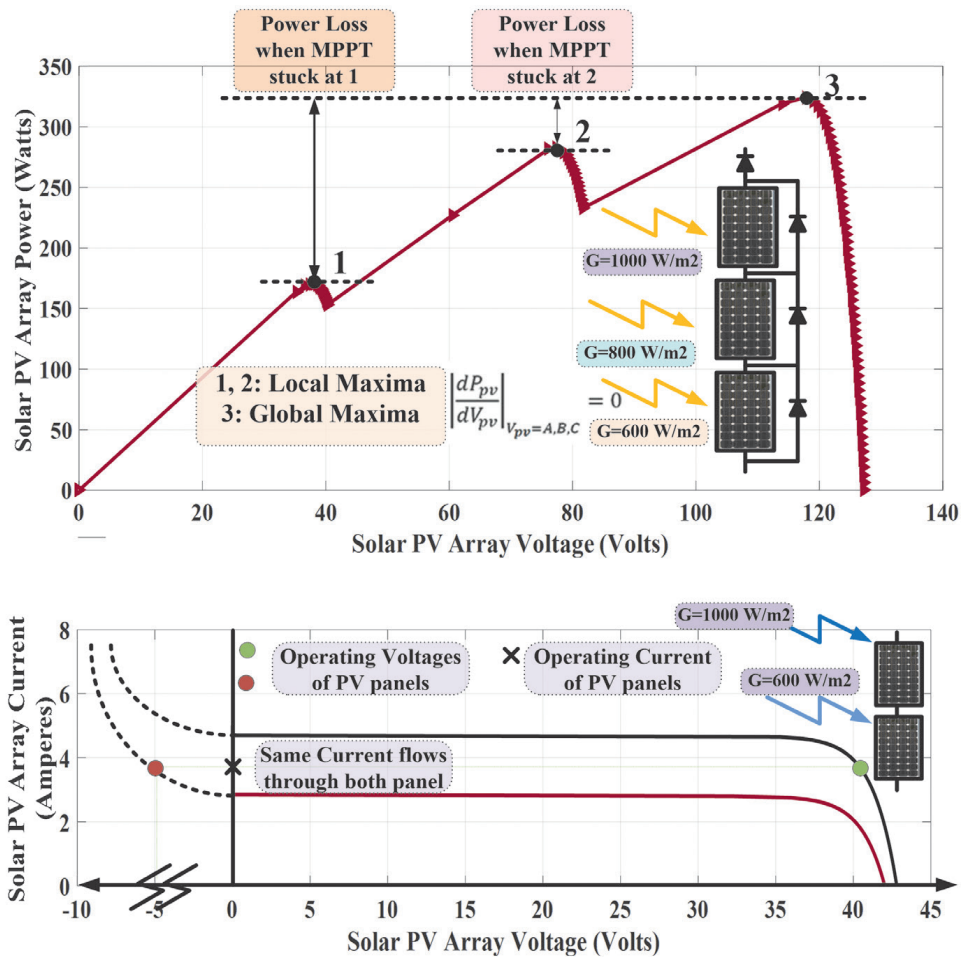 Power Loss
when MPPT
stuck at 1
Power Loss
when MPPT
stuck at 2
Solar PV Array Power (Watts)
350
300
250
200
150
100
50
0
1
2
3
G=1000 W/m2
G=800 W/m2
G=600 W/m2
1, 2: Local Maxima
3: Global Maxima
|dP_pv/dV_pv|_{V_pv=A,B,C} = 0
0 20 40 60 80 100 120 140
Solar PV Array Voltage (Volts)
Solar PV Array Current
(Amperes)
8
6
4
2
0
Operating Voltages
of PV panels
Operating Current
of PV panels
G=1000 W/m2
G=600 W/m2
Same Current flows
through both panel
-10 -5 0 5 10 15 20 25 30 35 40 45
Solar PV Array Voltage (Volts)